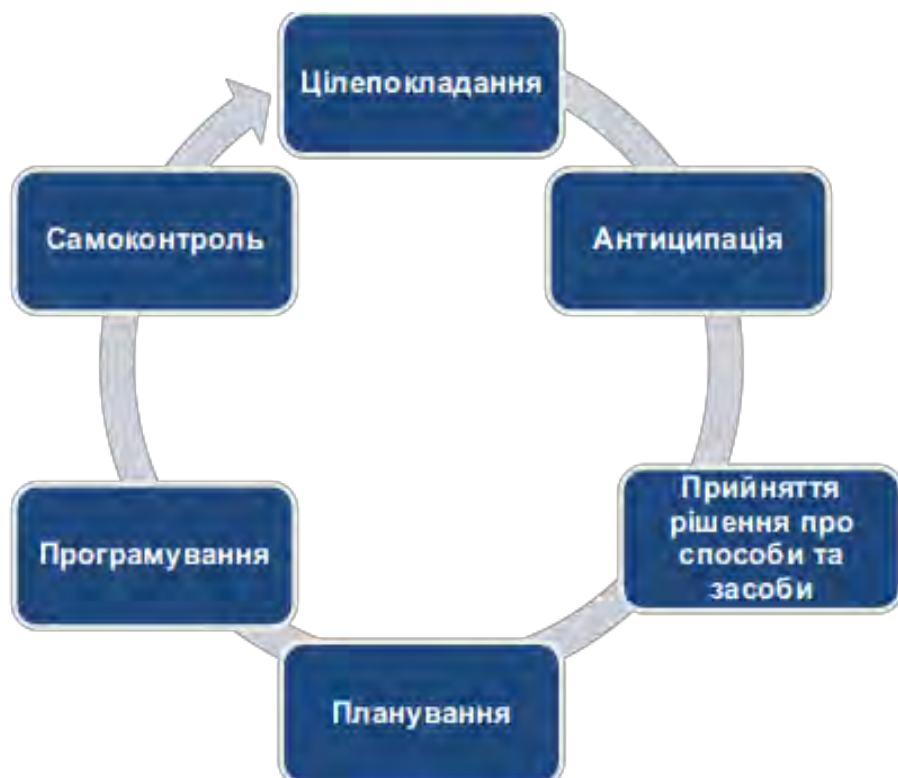 Цілепокладання
Антиципація
Прийняття
рішення про
способи та
засоби
Планування
Програмування
Самоконтроль